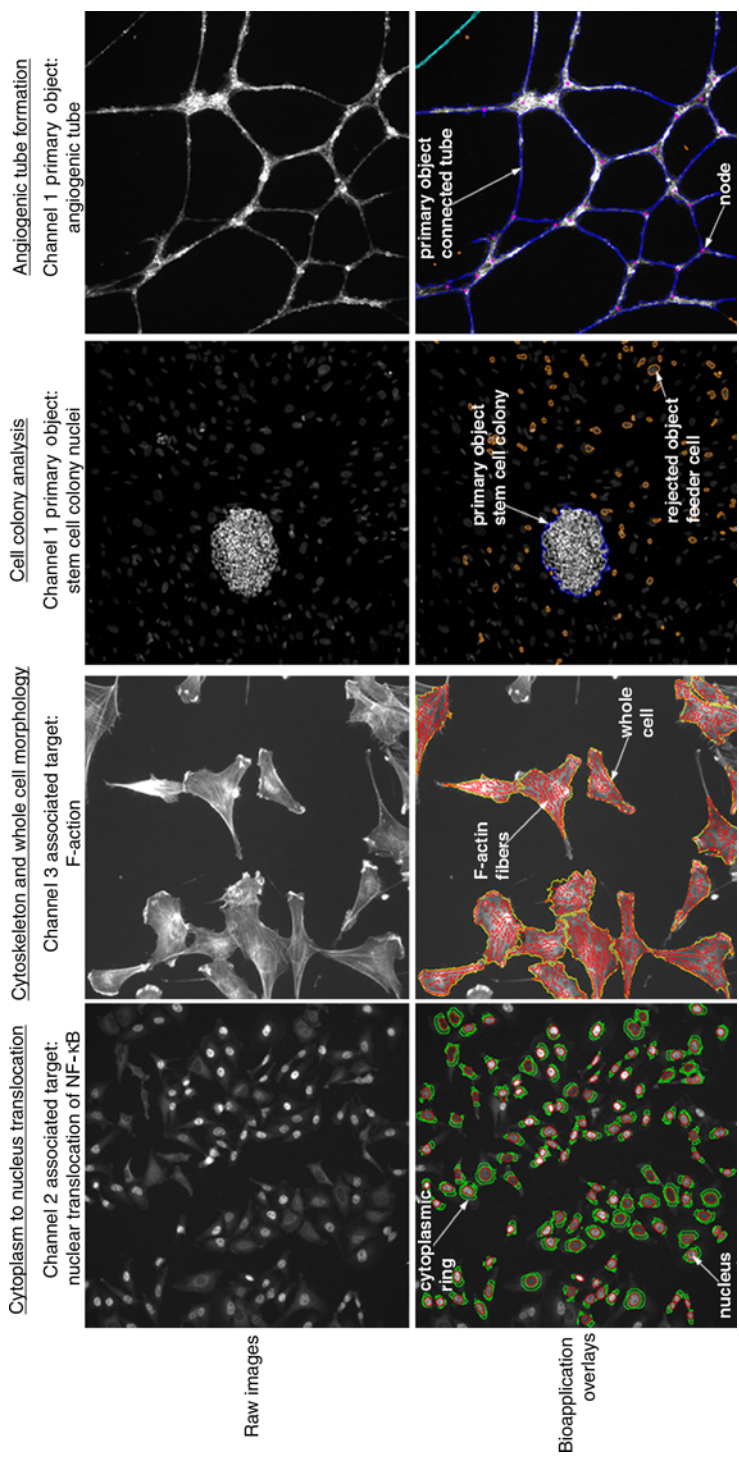 Cytoplasm to nucleus translocation
Channel 2 associated target:
nuclear translocation of NF-κB
Cytoskeleton and whole cell morphology
Channel 3 associated target:
F-action
Cell colony analysis
Channel 1 primary object:
stem cell colony nuclei
Angiogenic tube formation
Channel 1 primary object:
angiogenic tube
Raw images
Bioapplication
overlays
cytoplasmic
ring
nucleus
F-actin
fibers
whole
cell
primary object
stem cell colony
rejected object
feeder cell
primary object
connected tube
node